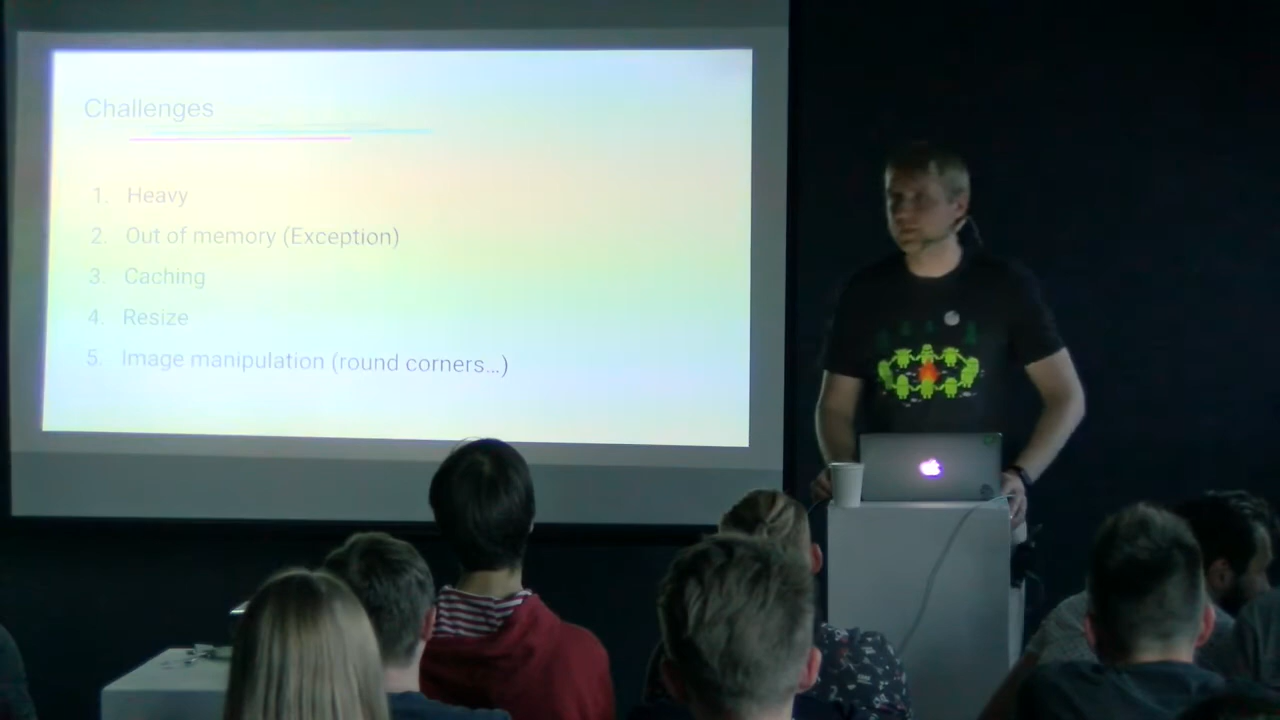 Challenges
1. Heavy
2. Out of memory (Exception)
3. Caching
4. Resize
5. Image manipulation (round corners...)